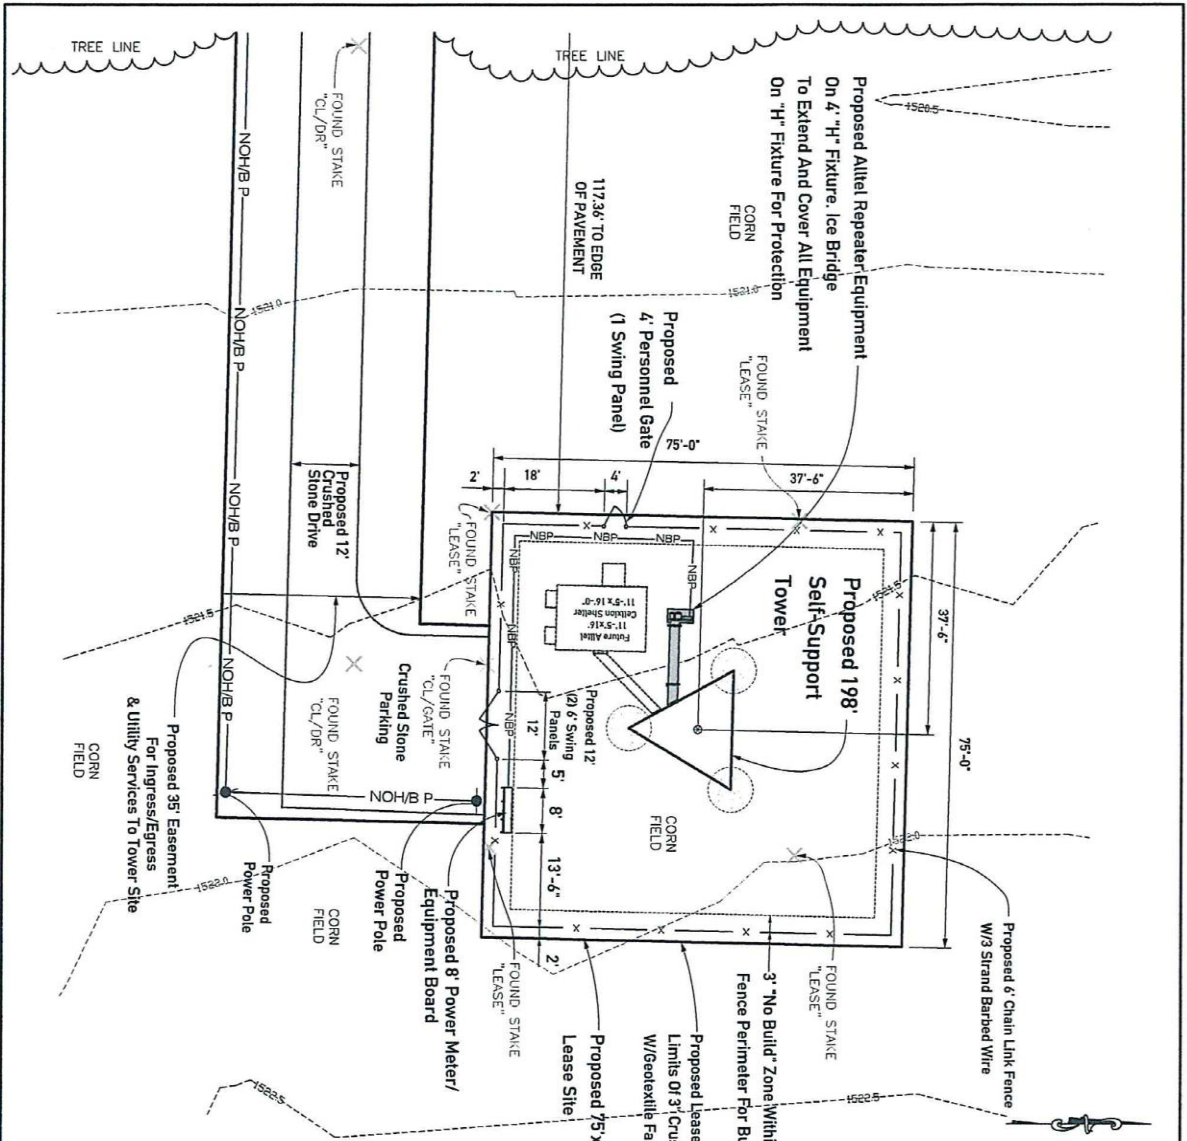 TREE LINE
TREE LINE
FOUND STAKE
"CL/DR"
NOH/B P
NOH/B P
NOH/B P
NOH/B P
NOH/B P
1520.5
1521.0
1521.0
1521.5
1521.5
1522.0
1522.0
1522.5
1522.5
CORN
FIELD
Proposed Alltel Repeater Equipment
On 4' "H" Fixture. Ice Bridge
To Extend And Cover All Equipment
On "H" Fixture For Protection
117.36' TO EDGE
OF PAVEMENT
Proposed
4' Personnel Gate
(1 Swing Panel)
FOUND STAKE
"LEASE"
75'-0"
37'-6"
2'
18'
4'
37'-6"
75'-0"
Proposed 12'
Crushed
Stone Drive
FOUND STAKE
"LEASE"
NBP
NBP
NBP
NBP
NBP
NBP
NBP
Future Alltel
11'-5"x16'
Cellxion Shelter
11'-5"x16'-0"
Proposed 198'
Self-Support
Tower
Proposed 12'
(2) 6' Swing
Panels
12'
5'
8'
13'-6"
2'
FOUND STAKE
"CL/GATE"
Crushed Stone
Parking
FOUND STAKE
"CL/DR"
Proposed 35' Easement
For Ingress/Egress
& Utility Services To Tower Site
CORN
FIELD
CORN
FIELD
CORN
FIELD
Proposed
Power Pole
Proposed
Power Pole
Proposed 8' Power Meter/
Equipment Board
FOUND STAKE
"LEASE"
FOUND STAKE
"LEASE"
Proposed 6' Chain Link Fence
W/3 Strand Barbed Wire
3' "No Build" Zone Withi
Fence Perimeter For Bu
Proposed Lease
Limits Of 3" Cru
W/Geotextile Fa
Proposed 75'x
Lease Site